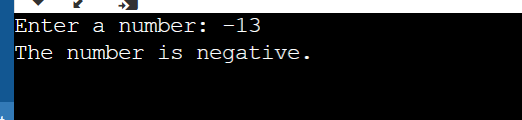 Enter a number: -13
The number is negative.